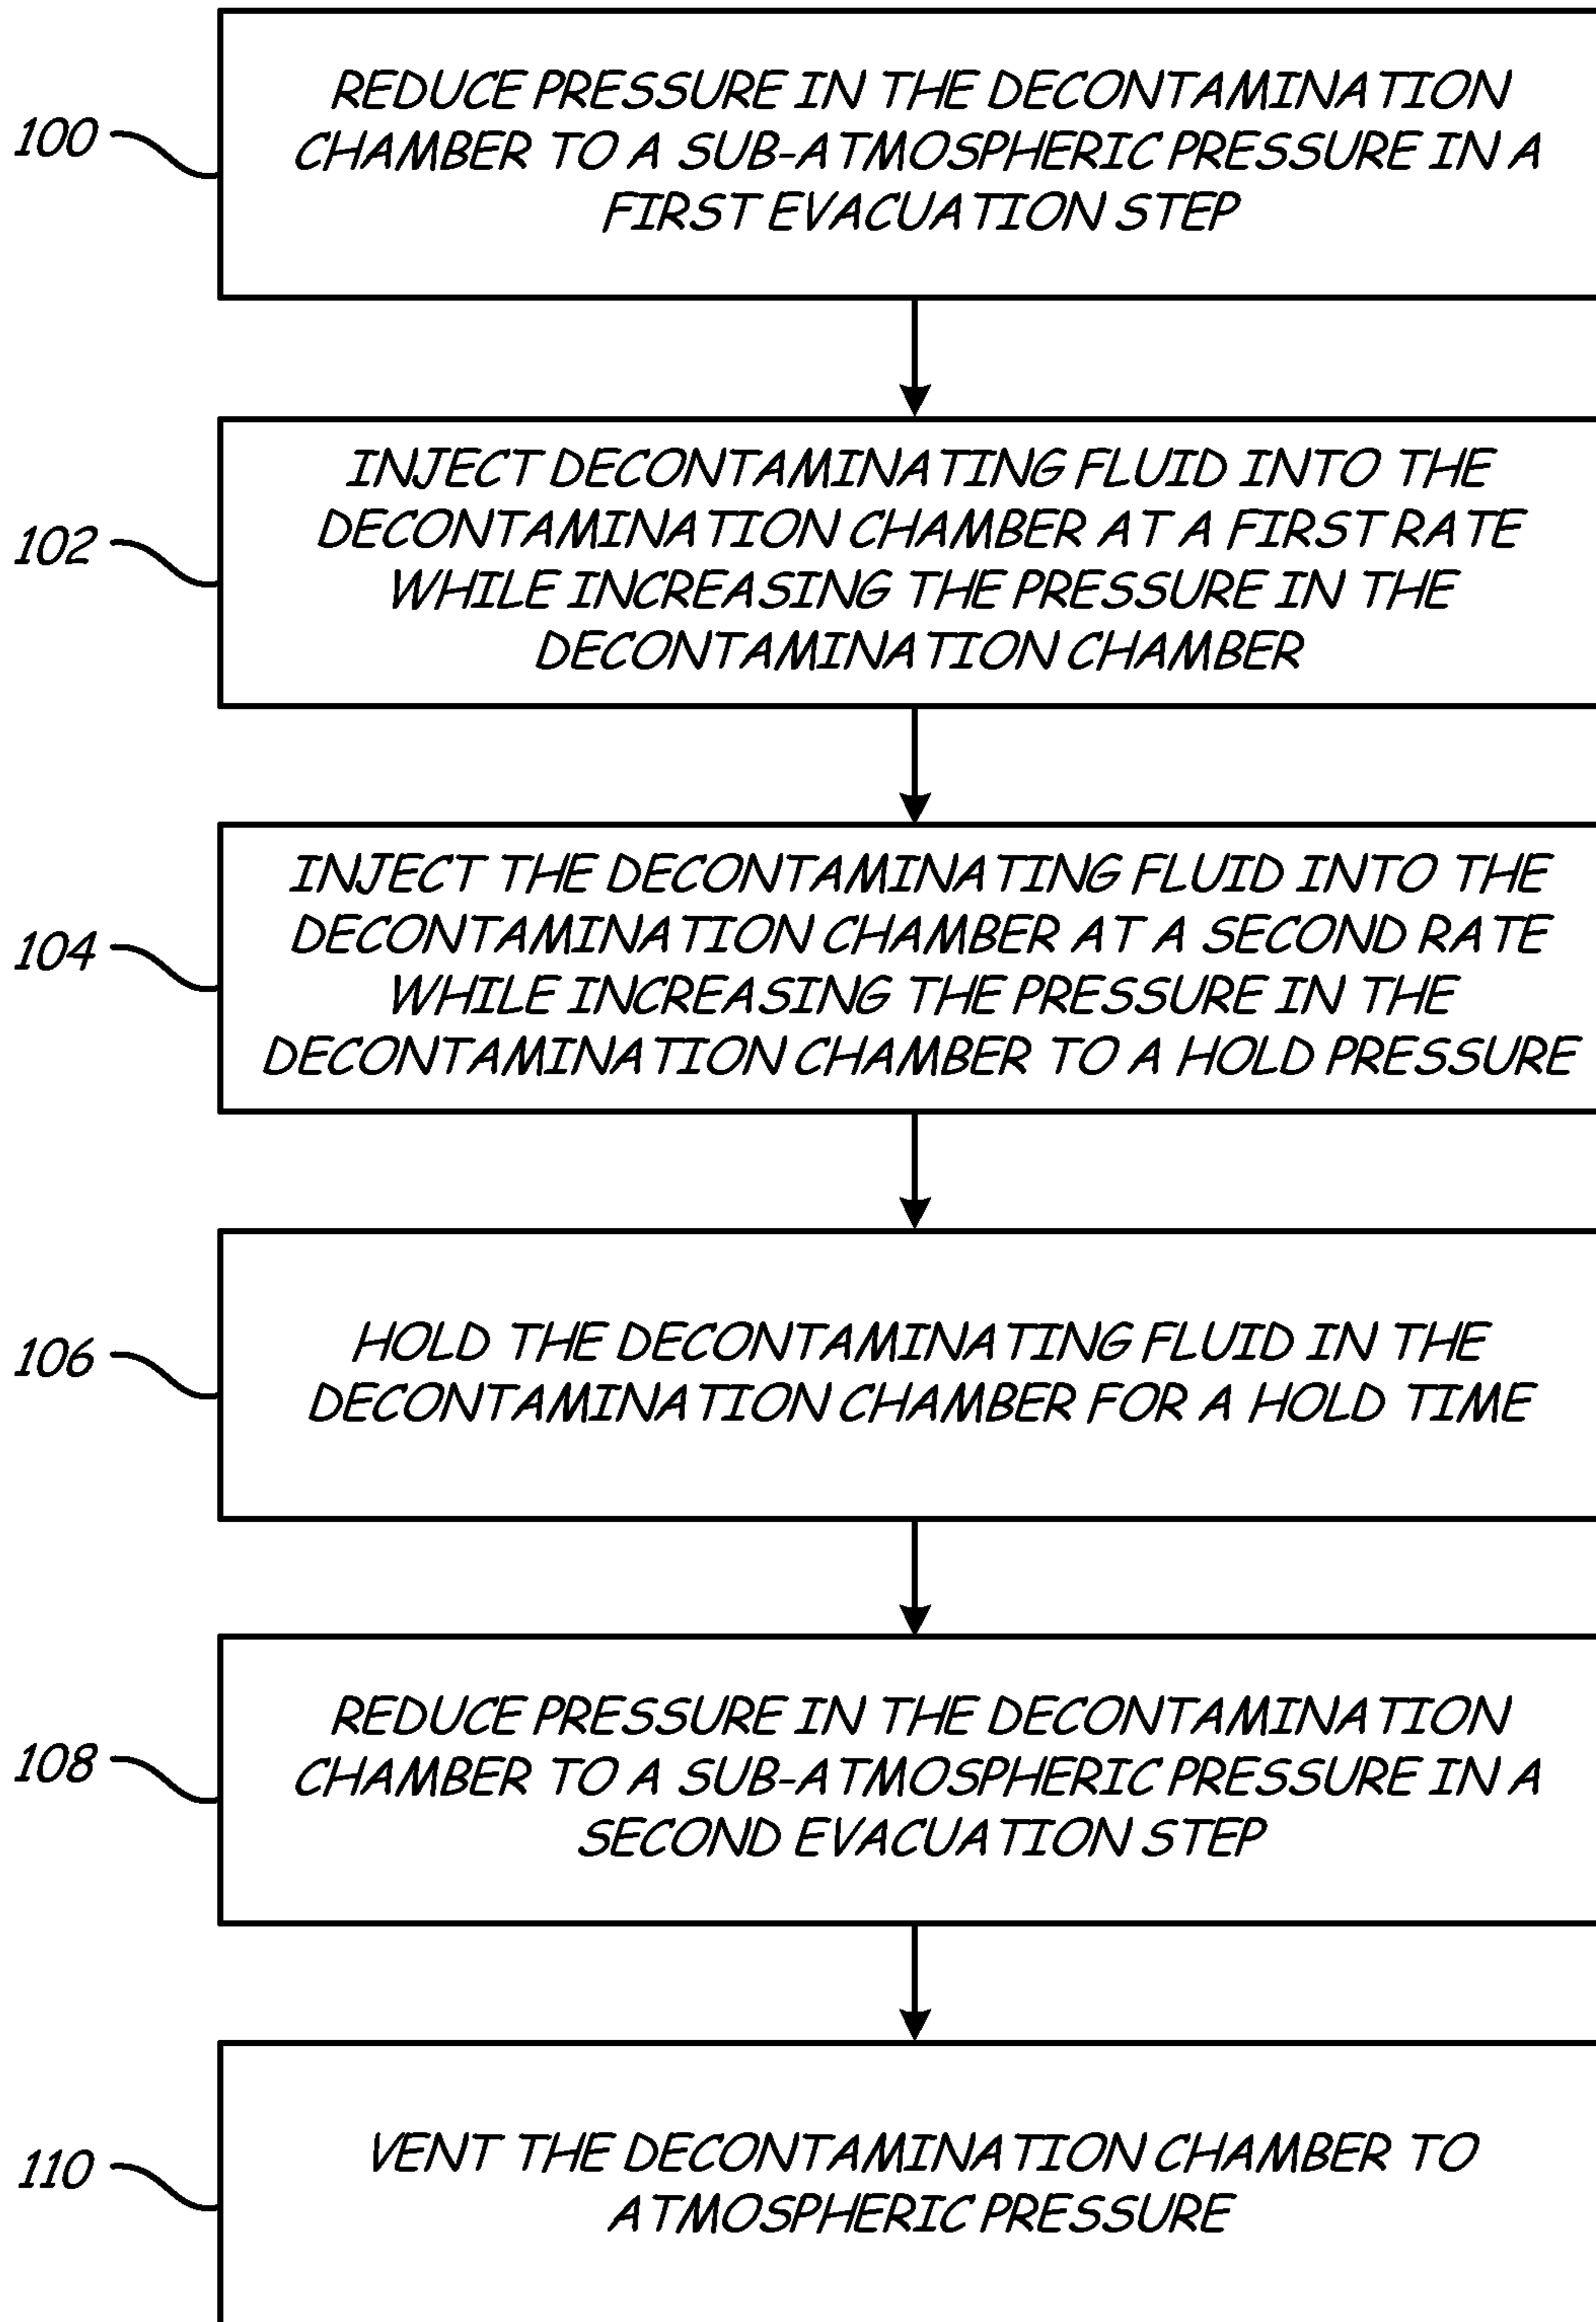 100
REDUCE PRESSURE IN THE DECONTAMINATION
CHAMBER TO A SUB-ATMOSPHERIC PRESSURE IN A
FIRST EVACUATION STEP
102
INJECT DECONTAMINATING FLUID INTO THE
DECONTAMINATION CHAMBER AT A FIRST RATE
WHILE INCREASING THE PRESSURE IN THE
DECONTAMINATION CHAMBER
104
INJECT THE DECONTAMINATING FLUID INTO THE
DECONTAMINATION CHAMBER AT A SECOND RATE
WHILE INCREASING THE PRESSURE IN THE
DECONTAMINATION CHAMBER TO A HOLD PRESSURE
106
HOLD THE DECONTAMINATING FLUID IN THE
DECONTAMINATION CHAMBER FOR A HOLD TIME
108
REDUCE PRESSURE IN THE DECONTAMINATION
CHAMBER TO A SUB-ATMOSPHERIC PRESSURE IN A
SECOND EVACUATION STEP
110
VENT THE DECONTAMINATION CHAMBER TO
ATMOSPHERIC PRESSURE